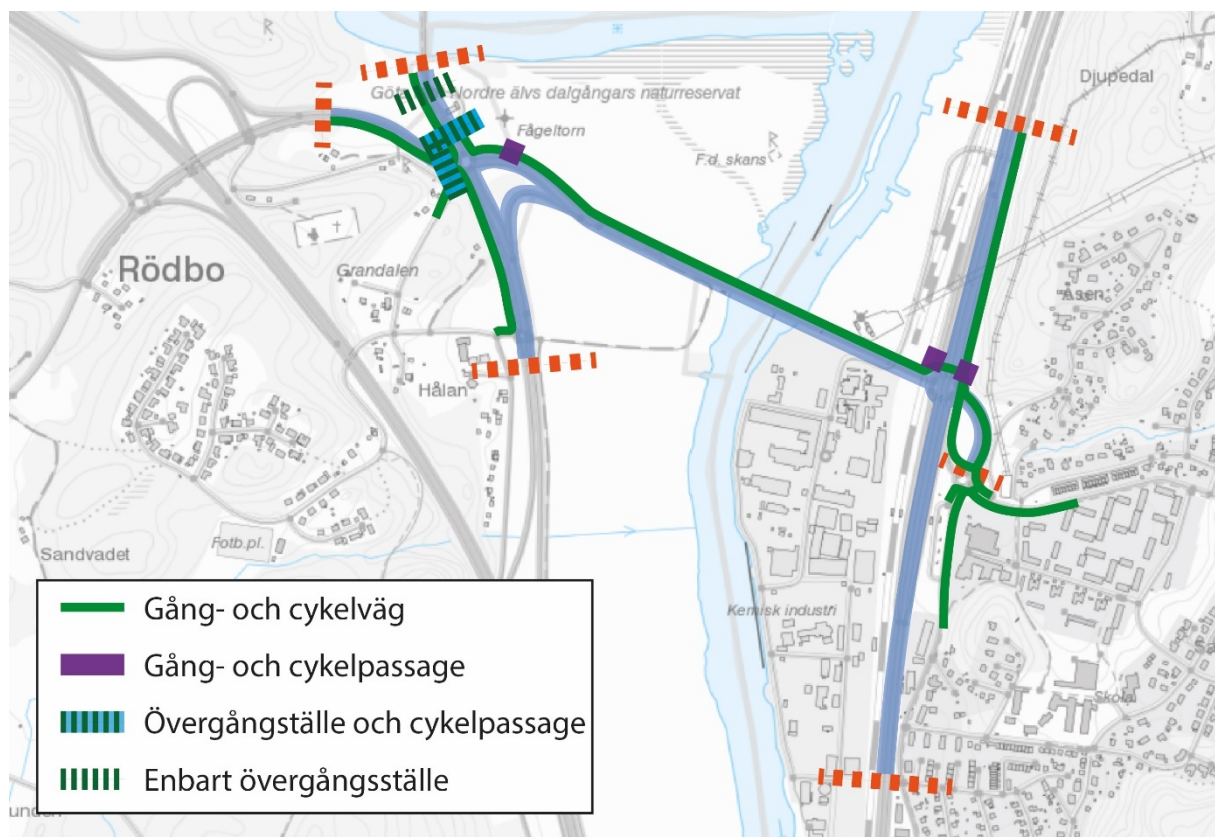 Djupedal
Göta
Nordre älvs dalgångars naturreservat
Fågeltorn
F.d. skans
Rödbo
Grandalen
Åsen
Hålan
Fotb.pl.
Sandvadet
Kemisk industri
Skola
Gång- och cykelväg
Gång- och cykelpassage
Övergångställe och cykelpassage
Enbart övergångsställe